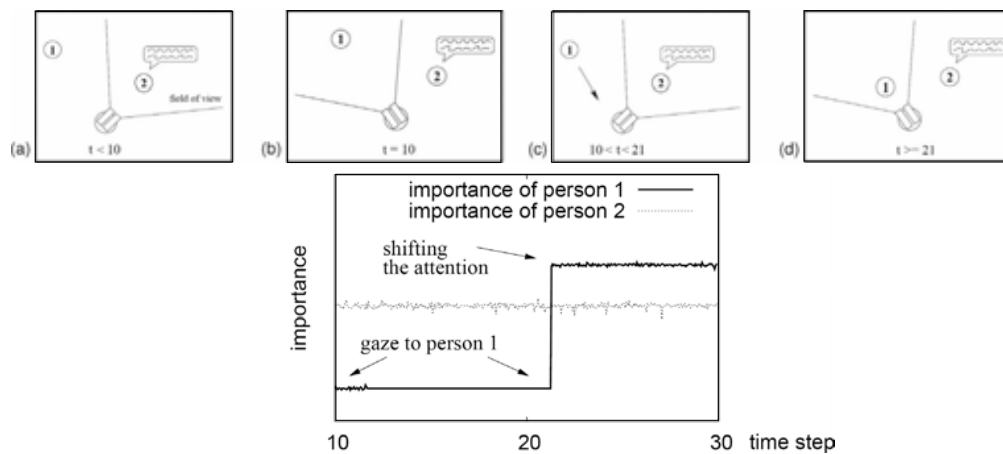 1
2
field of view
(a)
t < 10
1
2
(b)
t = 10
1
2
(c)
10 < t < 21
1
2
(d)
t >= 21
importance of person 1
importance of person 2
shifting
the attention
gaze to person 1
importance
10
20
30
time step